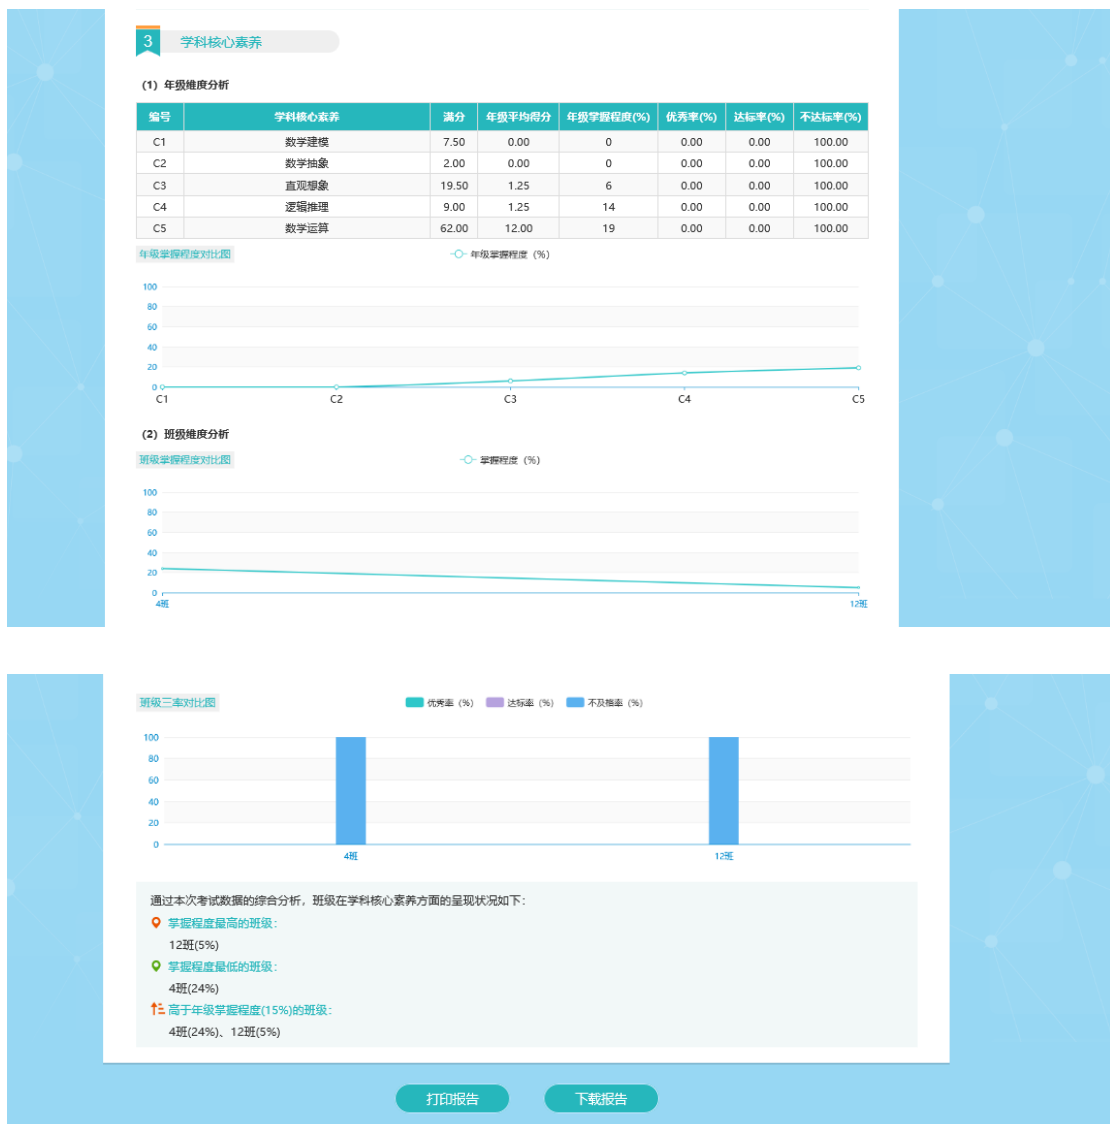 3 学科核心素养
(1) 年级维度分析
编号 学科核心素养 满分 年级平均得分 年级掌握程度(%) 优秀率(%) 达标率(%) 不达标率(%)
C1 数学建模 7.50 0.00 0 0.00 0.00 100.00
C2 数学抽象 2.00 0.00 0 0.00 0.00 100.00
C3 直观想象 19.50 1.25 6 0.00 0.00 100.00
C4 逻辑推理 9.00 1.25 14 0.00 0.00 100.00
C5 数学运算 62.00 12.00 19 0.00 0.00 100.00
年级掌握程度对比图 年级掌握程度 (%)
100
80
60
40
20
0
C1 C2 C3 C4 C5
(2) 班级维度分析
班级掌握程度对比图 掌握程度 (%)
100
80
60
40
20
0
4班 12班
班级三率对比图 优秀率 (%) 达标率 (%) 不及格率 (%)
100
80
60
40
20
0
4班 12班
通过本次考试数据的综合分析，班级在学科核心素养方面的呈现状况如下：
掌握程度最高的班级：
12班(5%)
掌握程度最低的班级：
4班(24%)
高于年级掌握程度(15%)的班级：
4班(24%)、12班(5%)
打印报告 下载报告